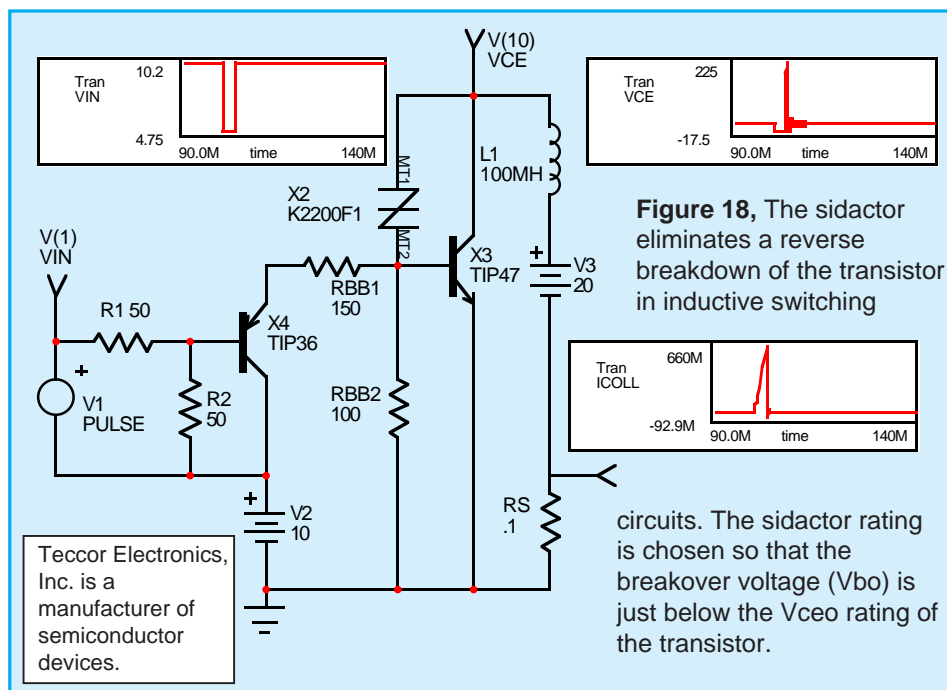 V(10)
VCE
Tran
VIN
10.2
4.75
90.0M
time
140M
Tran
VCE
225
-17.5
90.0M
time
140M
L1
100MH
MT1
X2
K2200F1
MT2
Figure 18, The sidactor
eliminates a reverse
breakdown of the transistor
in inductive switching
V(1)
VIN
X3
TIP47
V3
20
RBB1
150
R1 50
X4
TIP36
Tran
ICOLL
660M
-92.9M
90.0M
time
140M
R2
50
RBB2
100
V1
PULSE
V2
10
RS
.1
circuits. The sidactor rating
is chosen so that the
breakover voltage (Vbo) is
just below the Vceo rating of
the transistor.
Teccor Electronics,
Inc. is a
manufacturer of
semiconductor
devices.